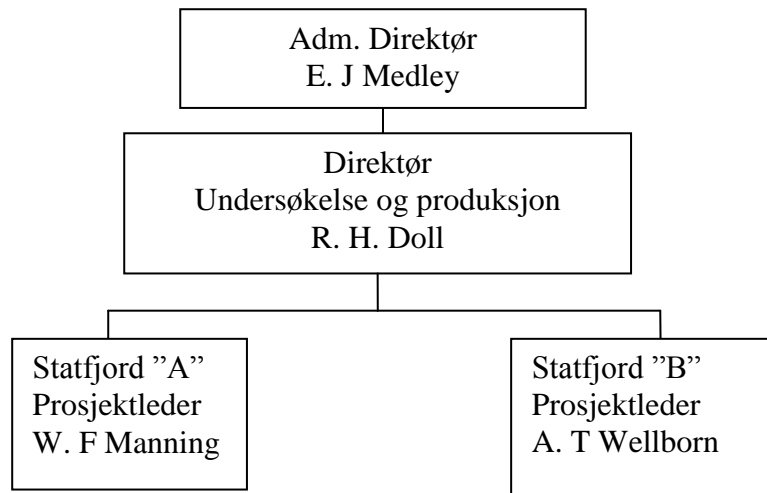 Adm. Direktør
E. J Medley
Direktør
Undersøkelse og produksjon
R. H. Doll
Statfjord ”A”
Prosjektleder
W. F Manning
Statfjord ”B”
Prosjektleder
A. T Wellborn